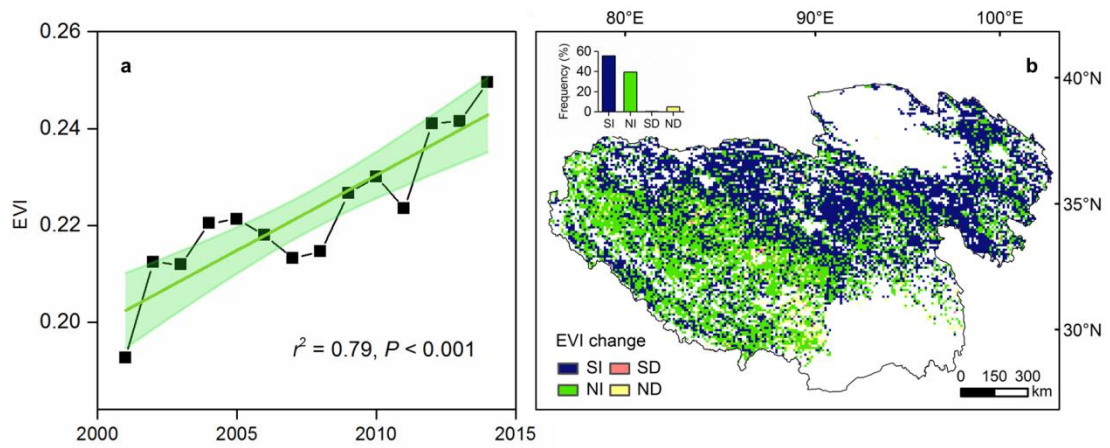 a
0.26
0.24
0.22
0.20
EVI
2000
2005
2010
2015
r² = 0.79, P < 0.001
80°E
90°E
100°E
b
40°N
35°N
30°N
Frequency (%)
60
40
20
0
SI NI SD ND
EVI change
SI SD
NI ND
0 150 300
km